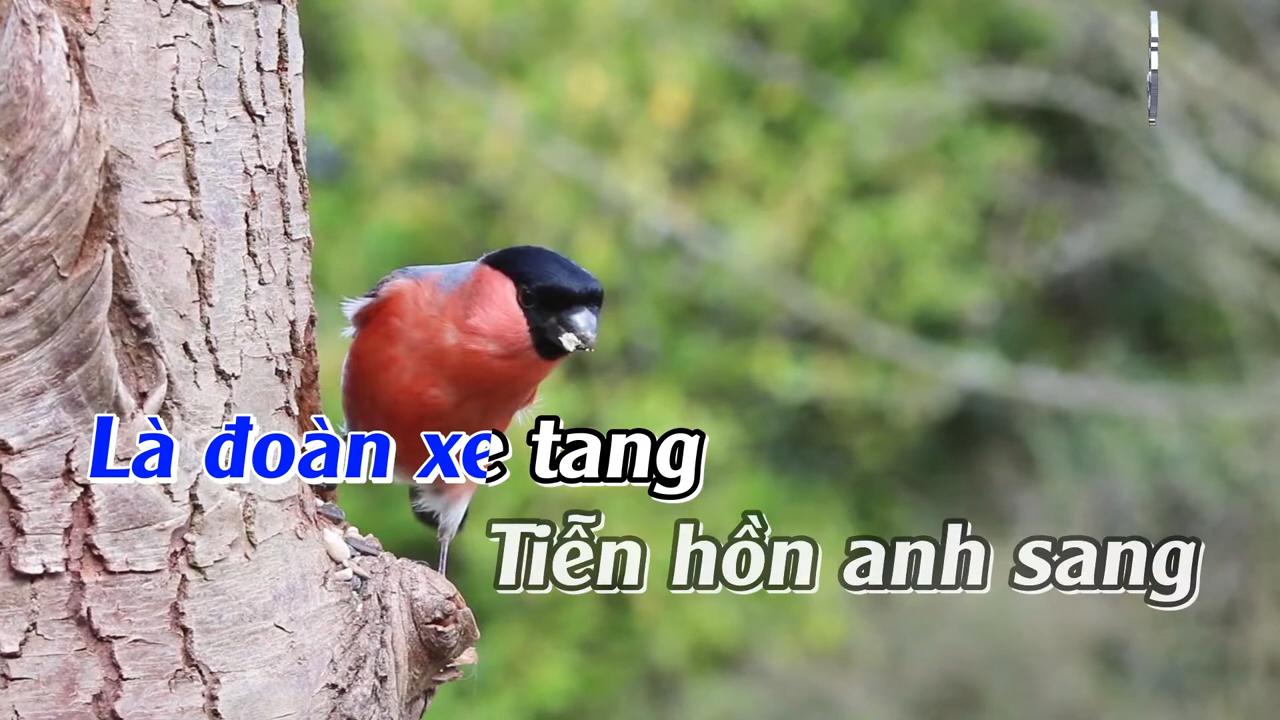 Là đoàn xe tang
Tiễn hồn anh sang